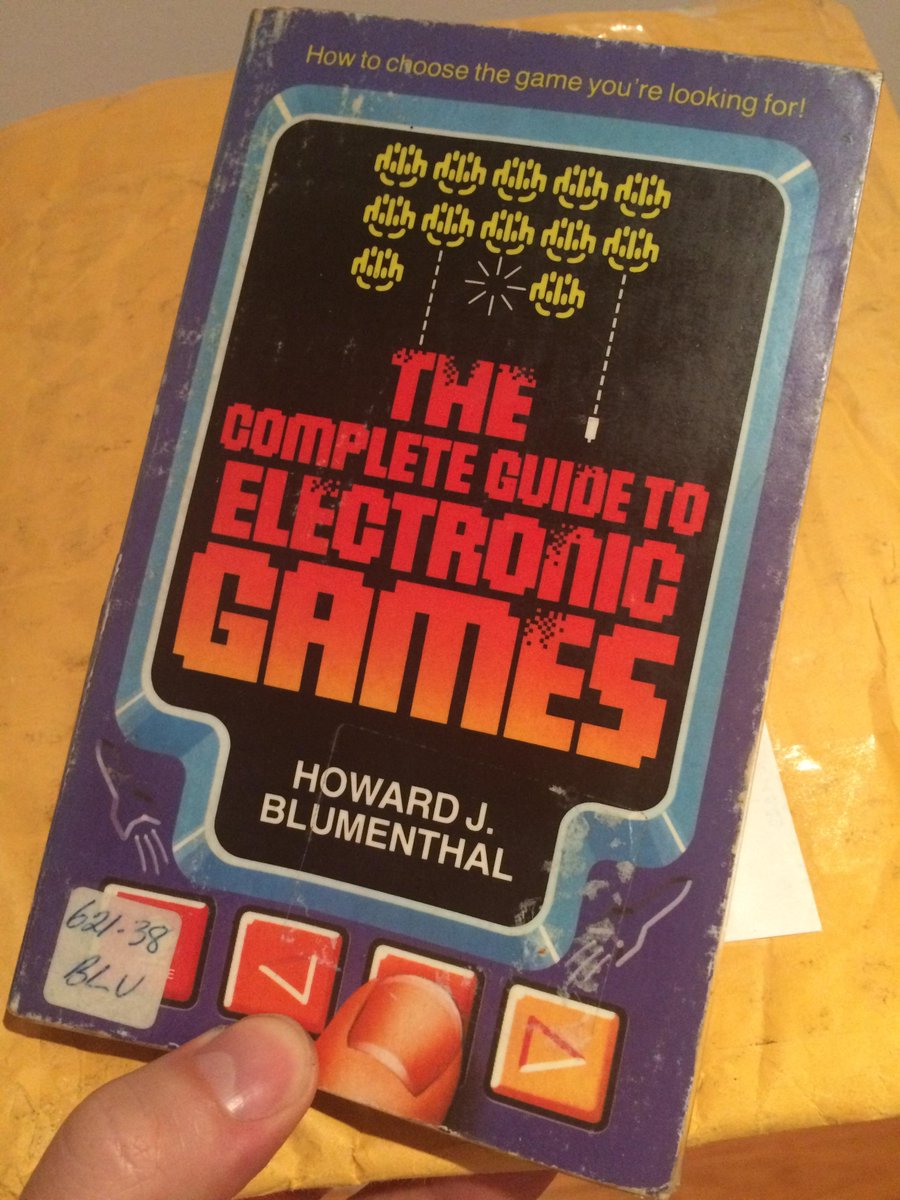 How to choose the game you're looking for!
THE
COMPLETE GUIDE TO
ELECTRONIC
GAMES
HOWARD J.
BLUMENTHAL
621.38
BLU